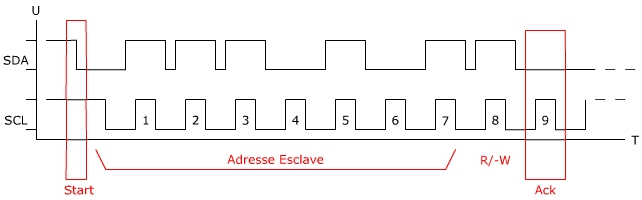 U
SDA
SCL
1 2 3 4 5 6 7 8 9
T
Adresse Esclave
R/-W
Start
Ack